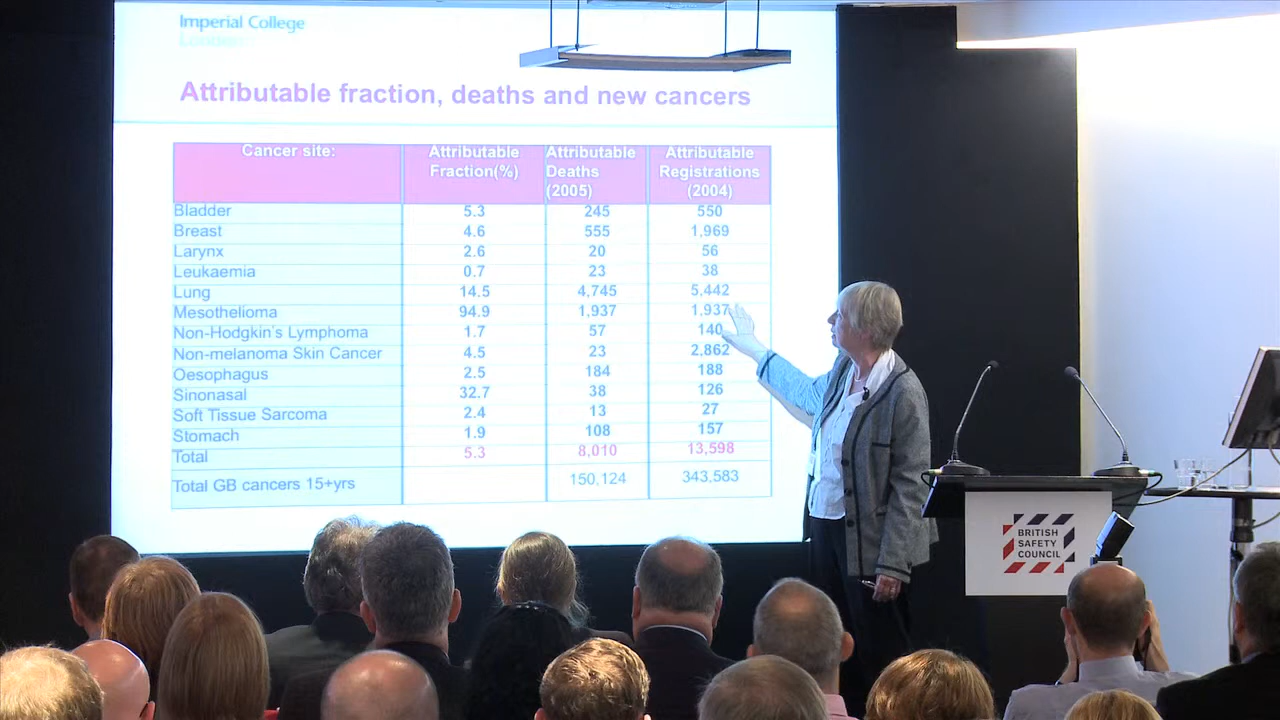 Imperial College
London
Attributable fraction, deaths and new cancers
Cancer site: Attributable Fraction(%) Attributable Deaths (2005) Attributable Registrations (2004)
Bladder 5.3 245 550
Breast 4.6 555 1,969
Larynx 2.6 20 56
Leukaemia 0.7 23 38
Lung 14.5 4,745 5,442
Mesothelioma 94.9 1,937 1,937
Non-Hodgkin's Lymphoma 1.7 57 140
Non-melanoma Skin Cancer 4.5 23 2,862
Oesophagus 2.5 184 188
Sinonasal 32.7 38 126
Soft Tissue Sarcoma 2.4 13 27
Stomach 1.9 108 157
Total 5.3 8,010 13,598
Total GB cancers 15+yrs 150,124 343,583
BRITISH
SAFETY
COUNCIL